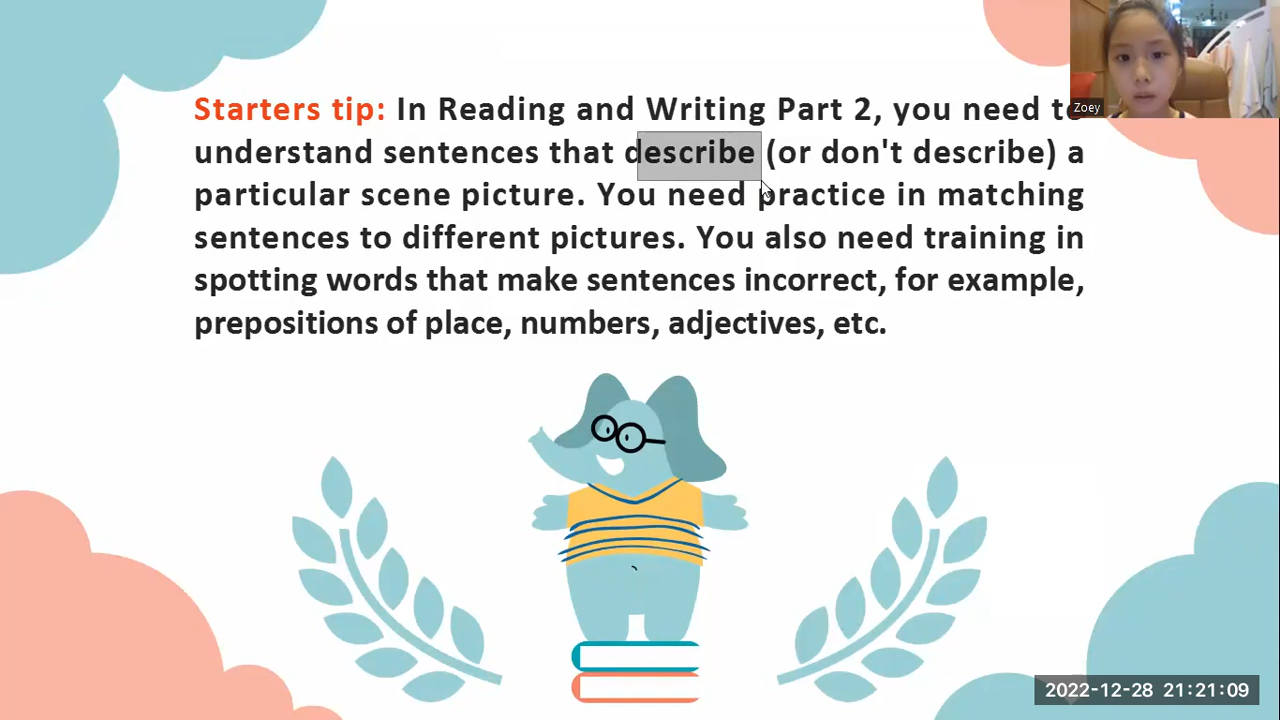 Starters tip: In Reading and Writing Part 2, you need to
understand sentences that describe (or don't describe) a
particular scene picture. You need practice in matching
sentences to different pictures. You also need training in
spotting words that make sentences incorrect, for example,
prepositions of place, numbers, adjectives, etc.
Zoey
2022-12-28 21:21:09